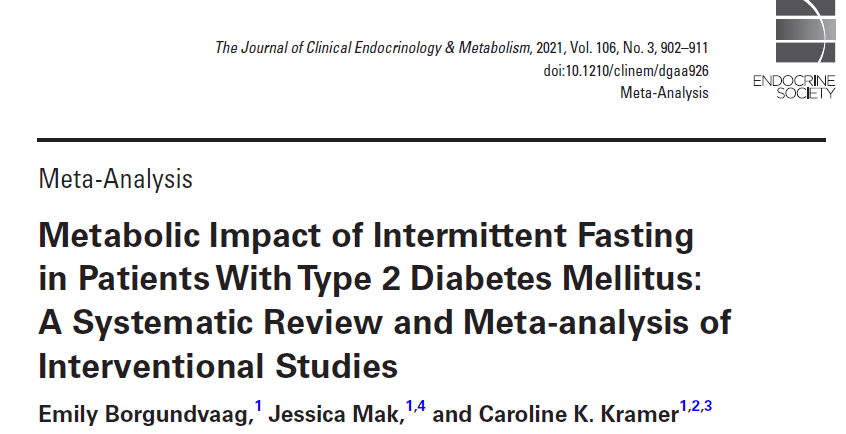 The Journal of Clinical Endocrinology & Metabolism, 2021, Vol. 106, No. 3, 902–911
doi:10.1210/clinem/dgaa926
Meta-Analysis
ENDOCRINE
SOCIETY
Meta-Analysis
Metabolic Impact of Intermittent Fasting
in Patients With Type 2 Diabetes Mellitus:
A Systematic Review and Meta-analysis of
Interventional Studies
Emily Borgundvaag,1 Jessica Mak,1,4 and Caroline K. Kramer1,2,3